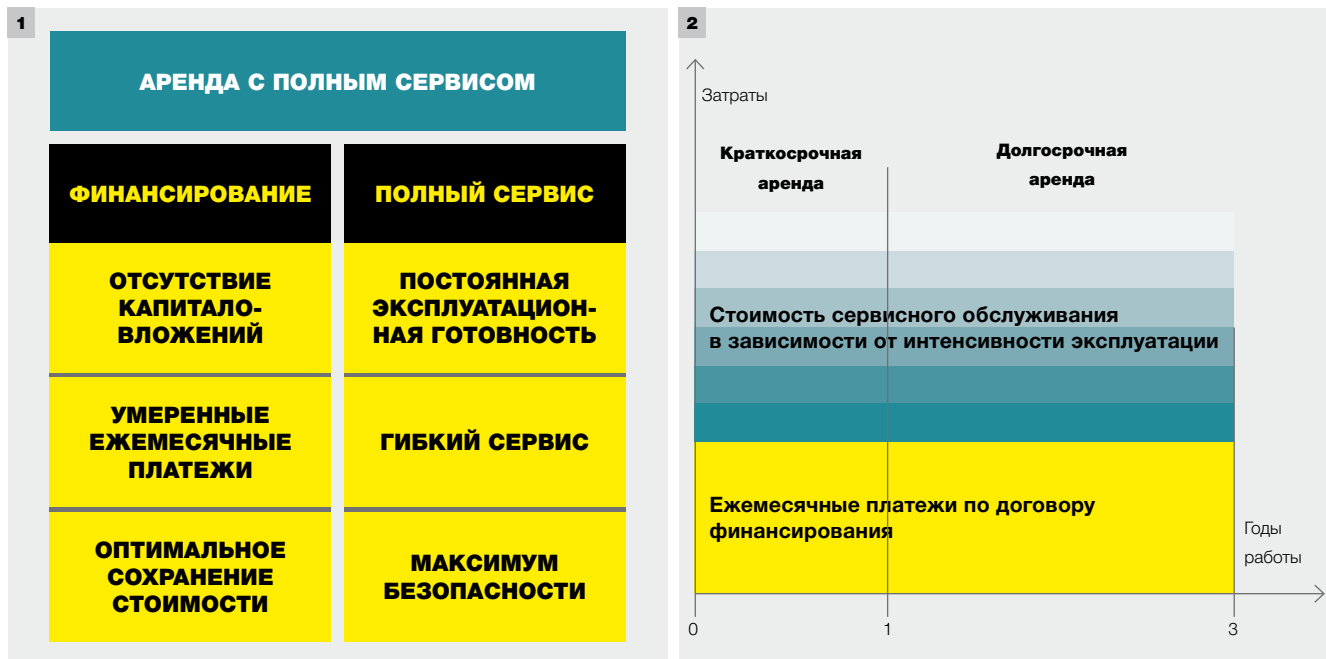 1
АРЕНДА С ПОЛНЫМ СЕРВИСОМ
ФИНАНСИРОВАНИЕ
ОТСУТСТВИЕ
КАПИТАЛО-
ВЛОЖЕНИЙ
УМЕРЕННЫЕ
ЕЖЕМЕСЯЧНЫЕ
ПЛАТЕЖИ
ОПТИМАЛЬНОЕ
СОХРАНЕНИЕ
СТОИМОСТИ
ПОЛНЫЙ СЕРВИС
ПОСТОЯННАЯ
ЭКСПЛУАТАЦИОН-
НАЯ ГОТОВНОСТЬ
ГИБКИЙ СЕРВИС
МАКСИМУМ
БЕЗОПАСНОСТИ
2
Затраты
Краткосрочная
аренда
Долгосрочная
аренда
Стоимость сервисного обслуживания
в зависимости от интенсивности эксплуатации
Ежемесячные платежи по договору
финансирования
Годы
работы
0
1
3